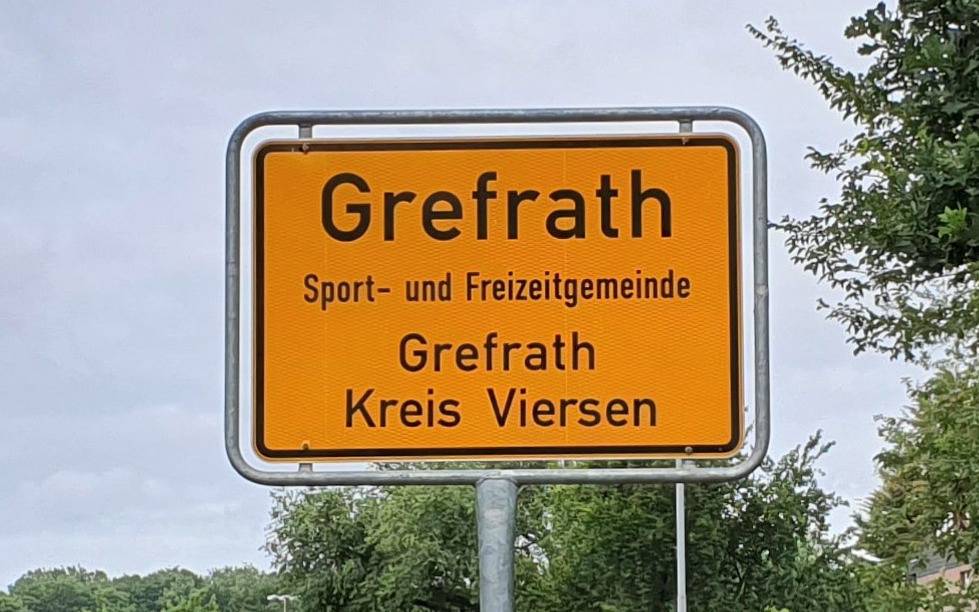 Grefrath
Sport- und Freizeitgemeinde
Grefrath
Kreis Viersen